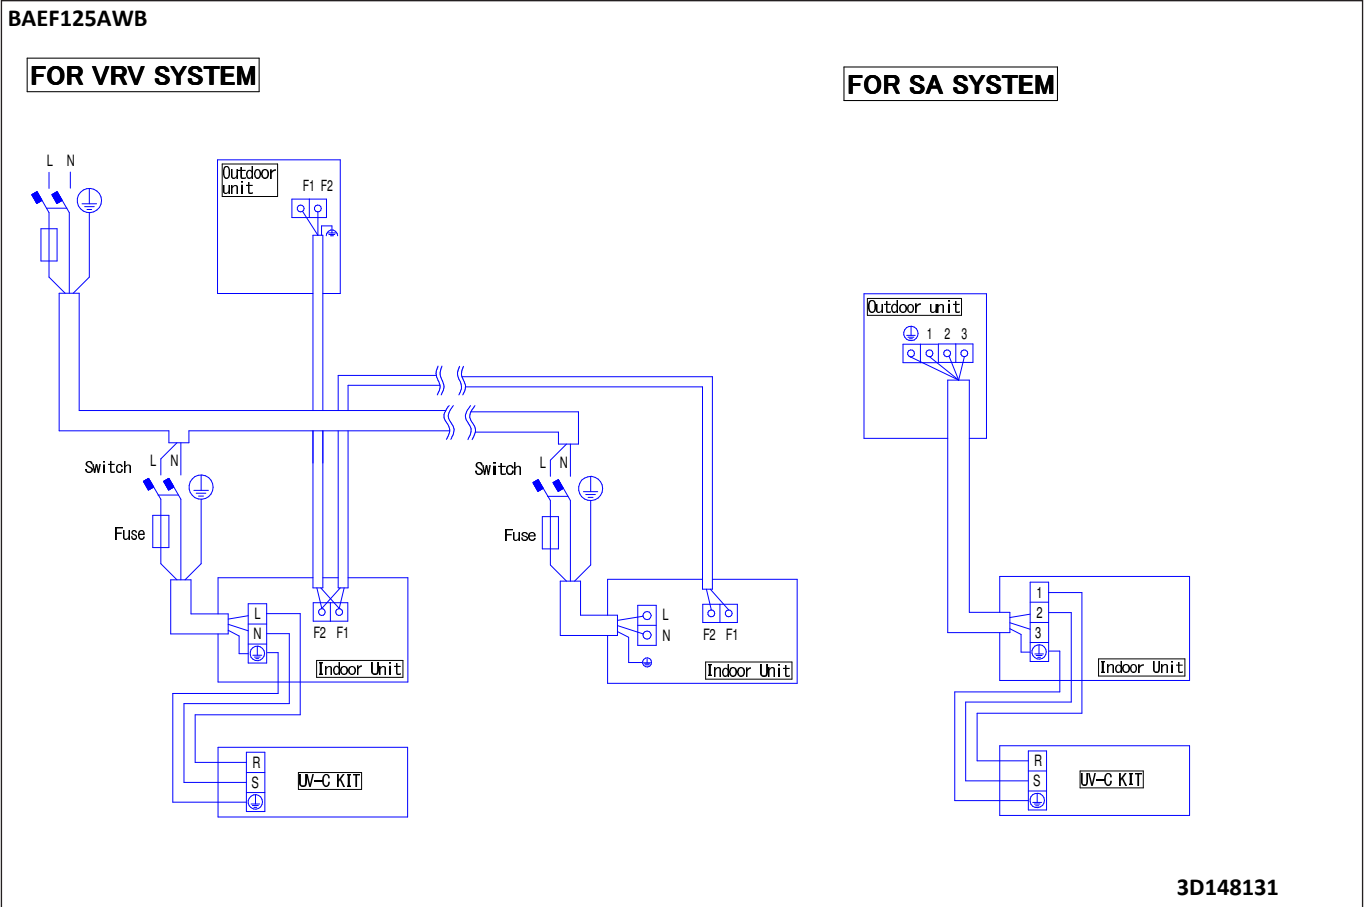 BAEF125AWB
FOR VRV SYSTEM
FOR SA SYSTEM
L N
Outdoor
unit
F1 F2
Outdoor unit
1 2 3
Switch
L N
Fuse
Switch
L N
Fuse
L
N
F2 F1
Indoor Unit
L
N
F2 F1
Indoor Unit
1
2
3
Indoor Unit
R
S
UV-C KIT
R
S
UV-C KIT
3D148131